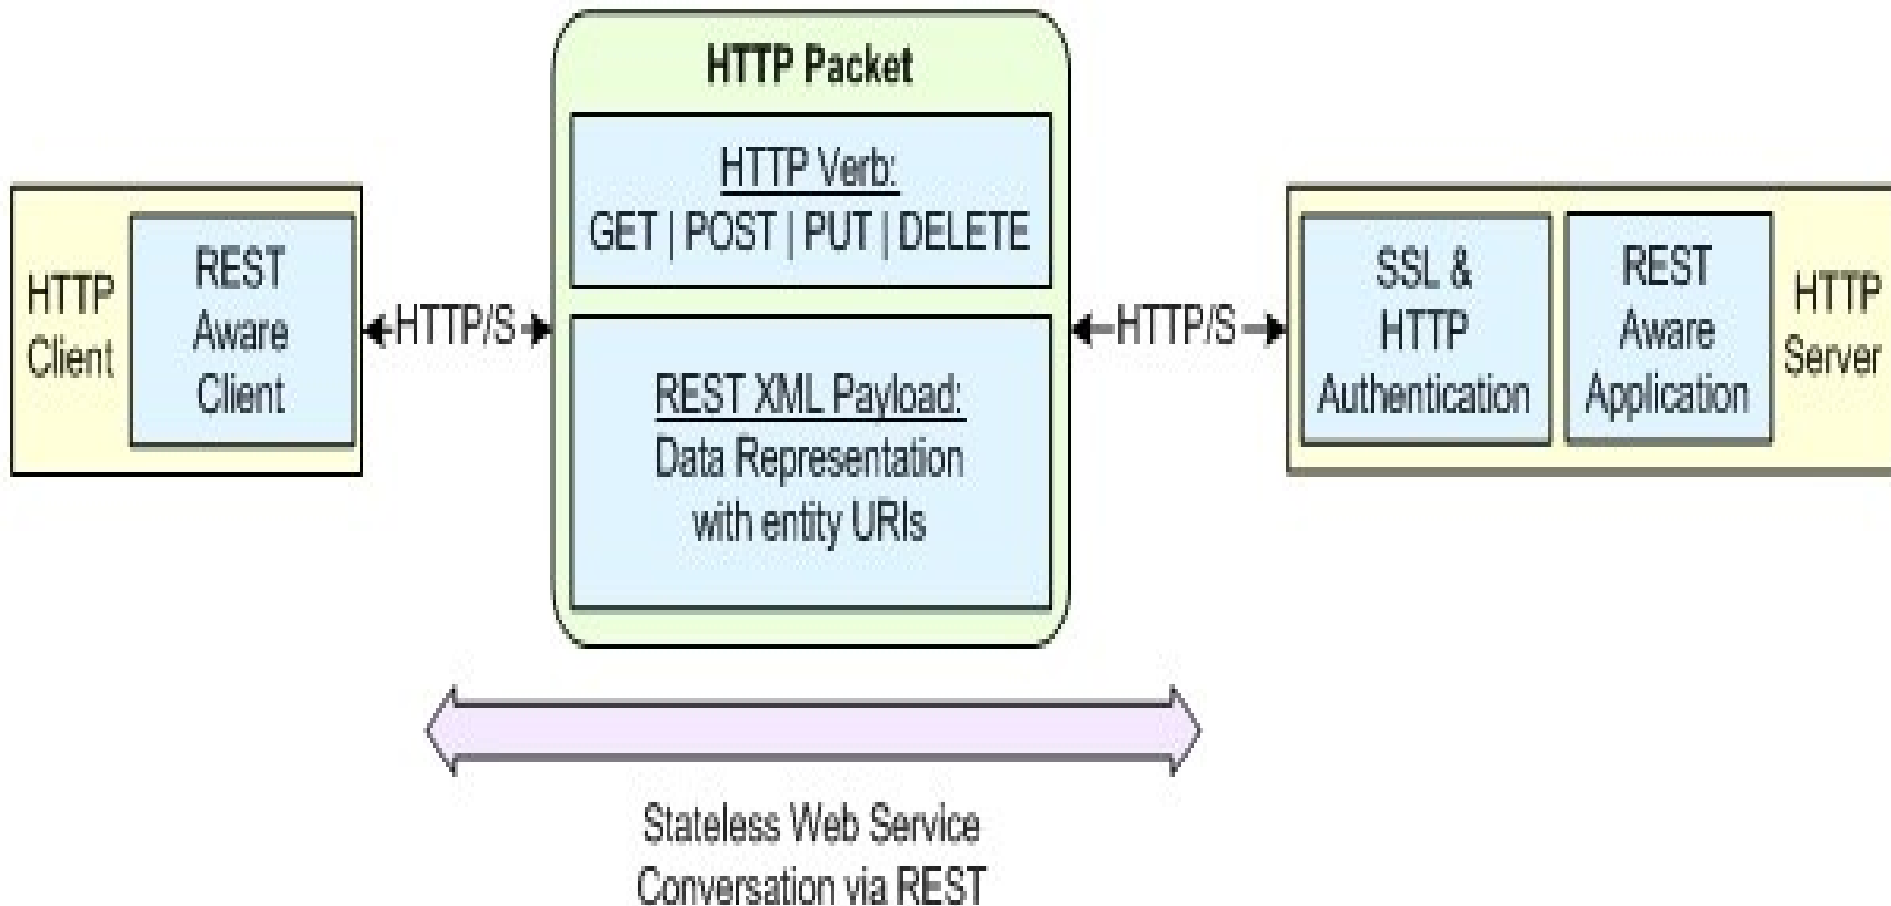 HTTP Packet
HTTP Verb:
GET | POST | PUT | DELETE
REST XML Payload:
Data Representation
with entity URIs
HTTP
Client
REST
Aware
Client
HTTP/S
HTTP/S
SSL &
HTTP
Authentication
REST
Aware
Application
HTTP
Server
Stateless Web Service
Conversation via REST